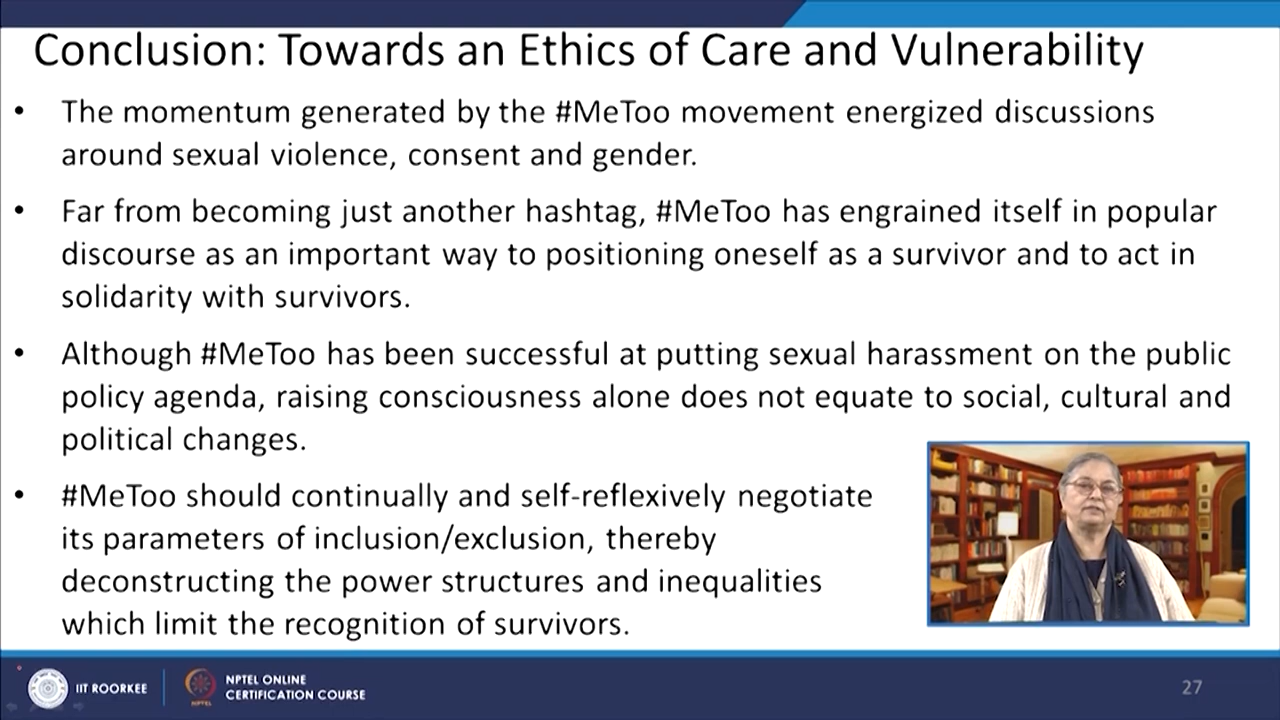 Conclusion: Towards an Ethics of Care and Vulnerability
• The momentum generated by the #MeToo movement energized discussions
around sexual violence, consent and gender.
• Far from becoming just another hashtag, #MeToo has engrained itself in popular
discourse as an important way to positioning oneself as a survivor and to act in
solidarity with survivors.
• Although #MeToo has been successful at putting sexual harassment on the public
policy agenda, raising consciousness alone does not equate to social, cultural and
political changes.
• #MeToo should continually and self-reflexively negotiate
its parameters of inclusion/exclusion, thereby
deconstructing the power structures and inequalities
which limit the recognition of survivors.
IIT ROORKEE
NPTEL
NPTEL ONLINE
CERTIFICATION COURSE
27